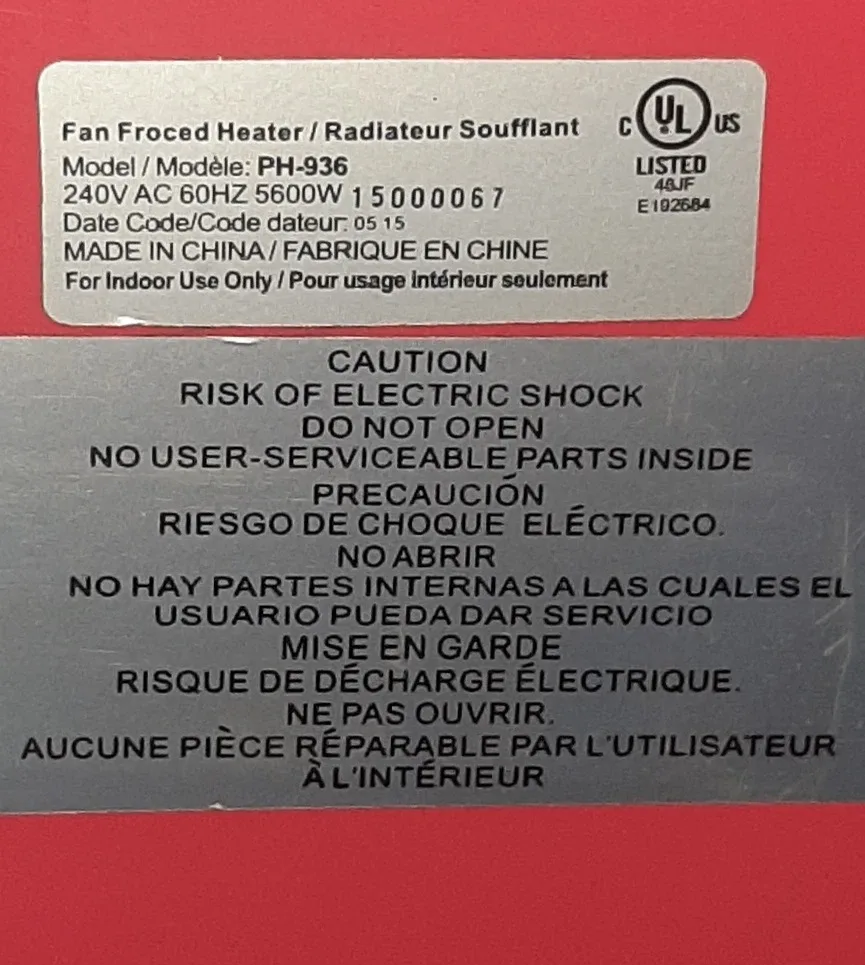 Fan Froced Heater / Radiateur Soufflant
Model / Modèle: PH-936
240V AC 60HZ 5600W 15000067
Date Code/Code dateur: 05 15
MADE IN CHINA / FABRIQUE EN CHINE
For Indoor Use Only / Pour usage intérieur seulement
C UL US
LISTED
46JF
E192684
CAUTION
RISK OF ELECTRIC SHOCK
DO NOT OPEN
NO USER-SERVICEABLE PARTS INSIDE
PRECAUCIÓN
RIESGO DE CHOQUE ELÉCTRICO.
NO ABRIR
NO HAY PARTES INTERNAS A LAS CUALES EL
USUARIO PUEDA DAR SERVICIO
MISE EN GARDE
RISQUE DE DÉCHARGE ÉLECTRIQUE.
NE PAS OUVRIR.
AUCUNE PIÈCE RÉPARABLE PAR L'UTILISATEUR
À L'INTÉRIEUR